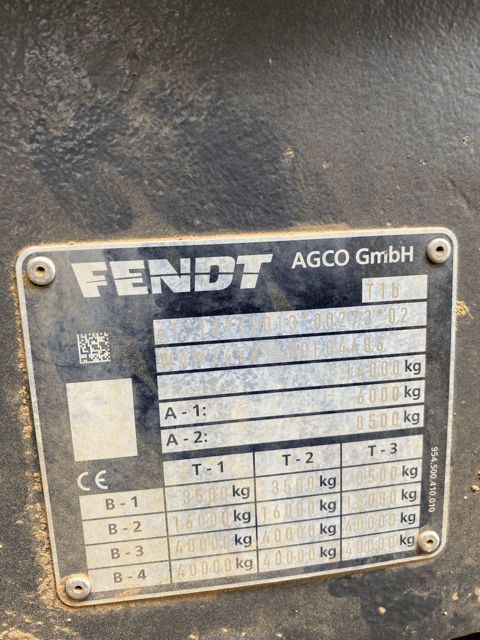 FENDT AGCO GmbH
T1b
14000 kg
A - 1: 6000 kg
A - 2: 8500 kg
T - 1 T - 2 T - 3
B - 1 3500 kg 3500 kg 3500 kg
B - 2 16000 kg 16000 kg 16000 kg
B - 3 40000 kg 40000 kg 40000 kg
B - 4 40000 kg 40000 kg 40000 kg
CE
954.500.410.010